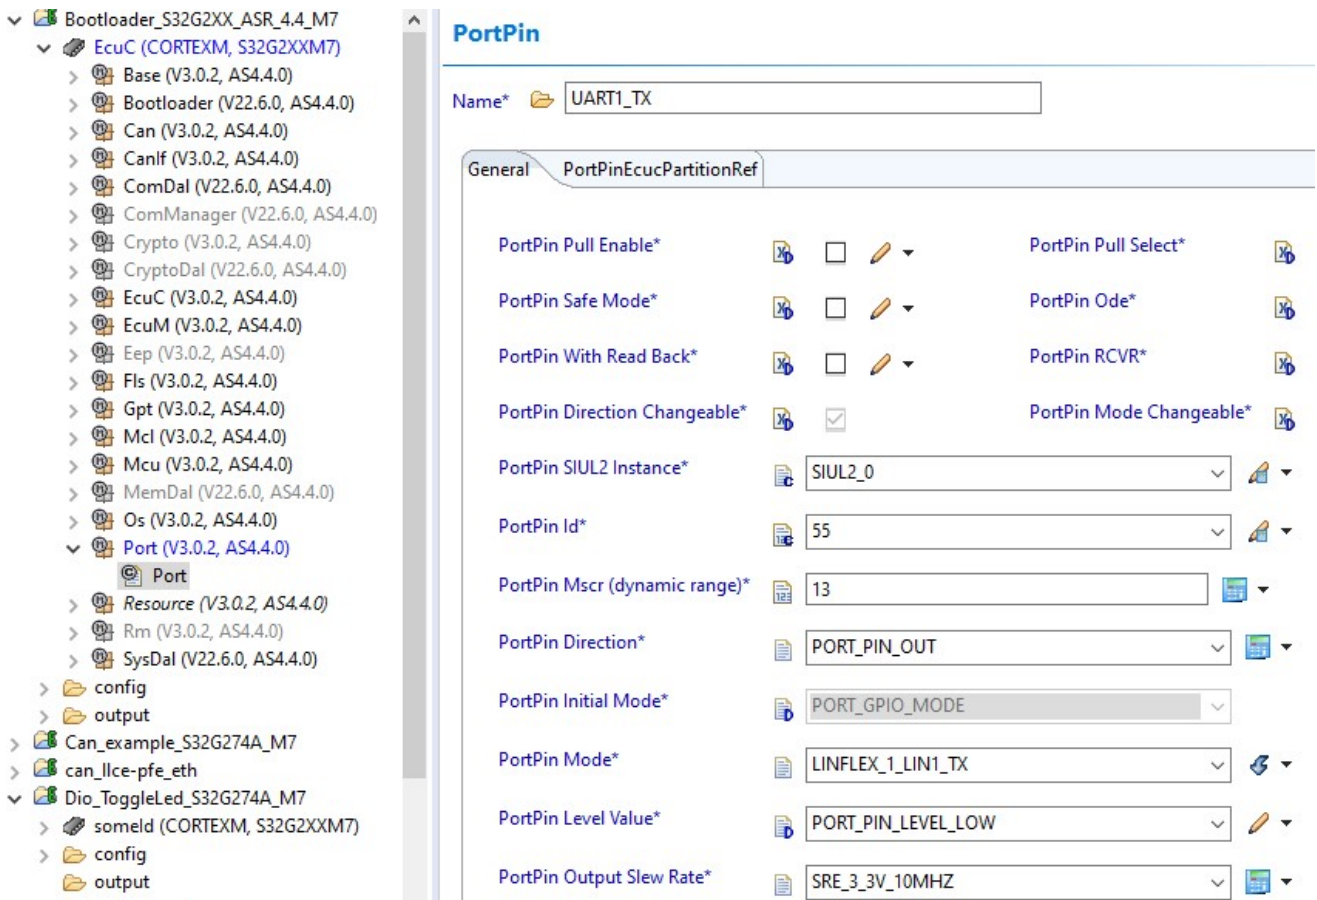 Bootloader_S32G2XX_ASR_4.4_M7
EcuC (CORTEXM, S32G2XXM7)
Base (V3.0.2, AS4.4.0)
Bootloader (V22.6.0, AS4.4.0)
Can (V3.0.2, AS4.4.0)
CanIf (V3.0.2, AS4.4.0)
ComDal (V22.6.0, AS4.4.0)
ComManager (V22.6.0, AS4.4.0)
Crypto (V3.0.2, AS4.4.0)
CryptoDal (V22.6.0, AS4.4.0)
EcuC (V3.0.2, AS4.4.0)
EcuM (V3.0.2, AS4.4.0)
Eep (V3.0.2, AS4.4.0)
Fls (V3.0.2, AS4.4.0)
Gpt (V3.0.2, AS4.4.0)
Mcl (V3.0.2, AS4.4.0)
Mcu (V3.0.2, AS4.4.0)
MemDal (V22.6.0, AS4.4.0)
Os (V3.0.2, AS4.4.0)
Port (V3.0.2, AS4.4.0)
Port
Resource (V3.0.2, AS4.4.0)
Rm (V3.0.2, AS4.4.0)
SysDal (V22.6.0, AS4.4.0)
config
output
Can_example_S32G274A_M7
can_llce-pfe_eth
Dio_ToggleLed_S32G274A_M7
someId (CORTEXM, S32G2XXM7)
config
output
PortPin
Name* UART1_TX
General PortPinEcucPartitionRef
PortPin Pull Enable* PortPin Pull Select*
PortPin Safe Mode* PortPin Ode*
PortPin With Read Back* PortPin RCVR*
PortPin Direction Changeable* PortPin Mode Changeable*
PortPin SIUL2 Instance* SIUL2_0
PortPin Id* 55
PortPin Mscr (dynamic range)* 13
PortPin Direction* PORT_PIN_OUT
PortPin Initial Mode* PORT_GPIO_MODE
PortPin Mode* LINFLEX_1_LIN1_TX
PortPin Level Value* PORT_PIN_LEVEL_LOW
PortPin Output Slew Rate* SRE_3_3V_10MHZ